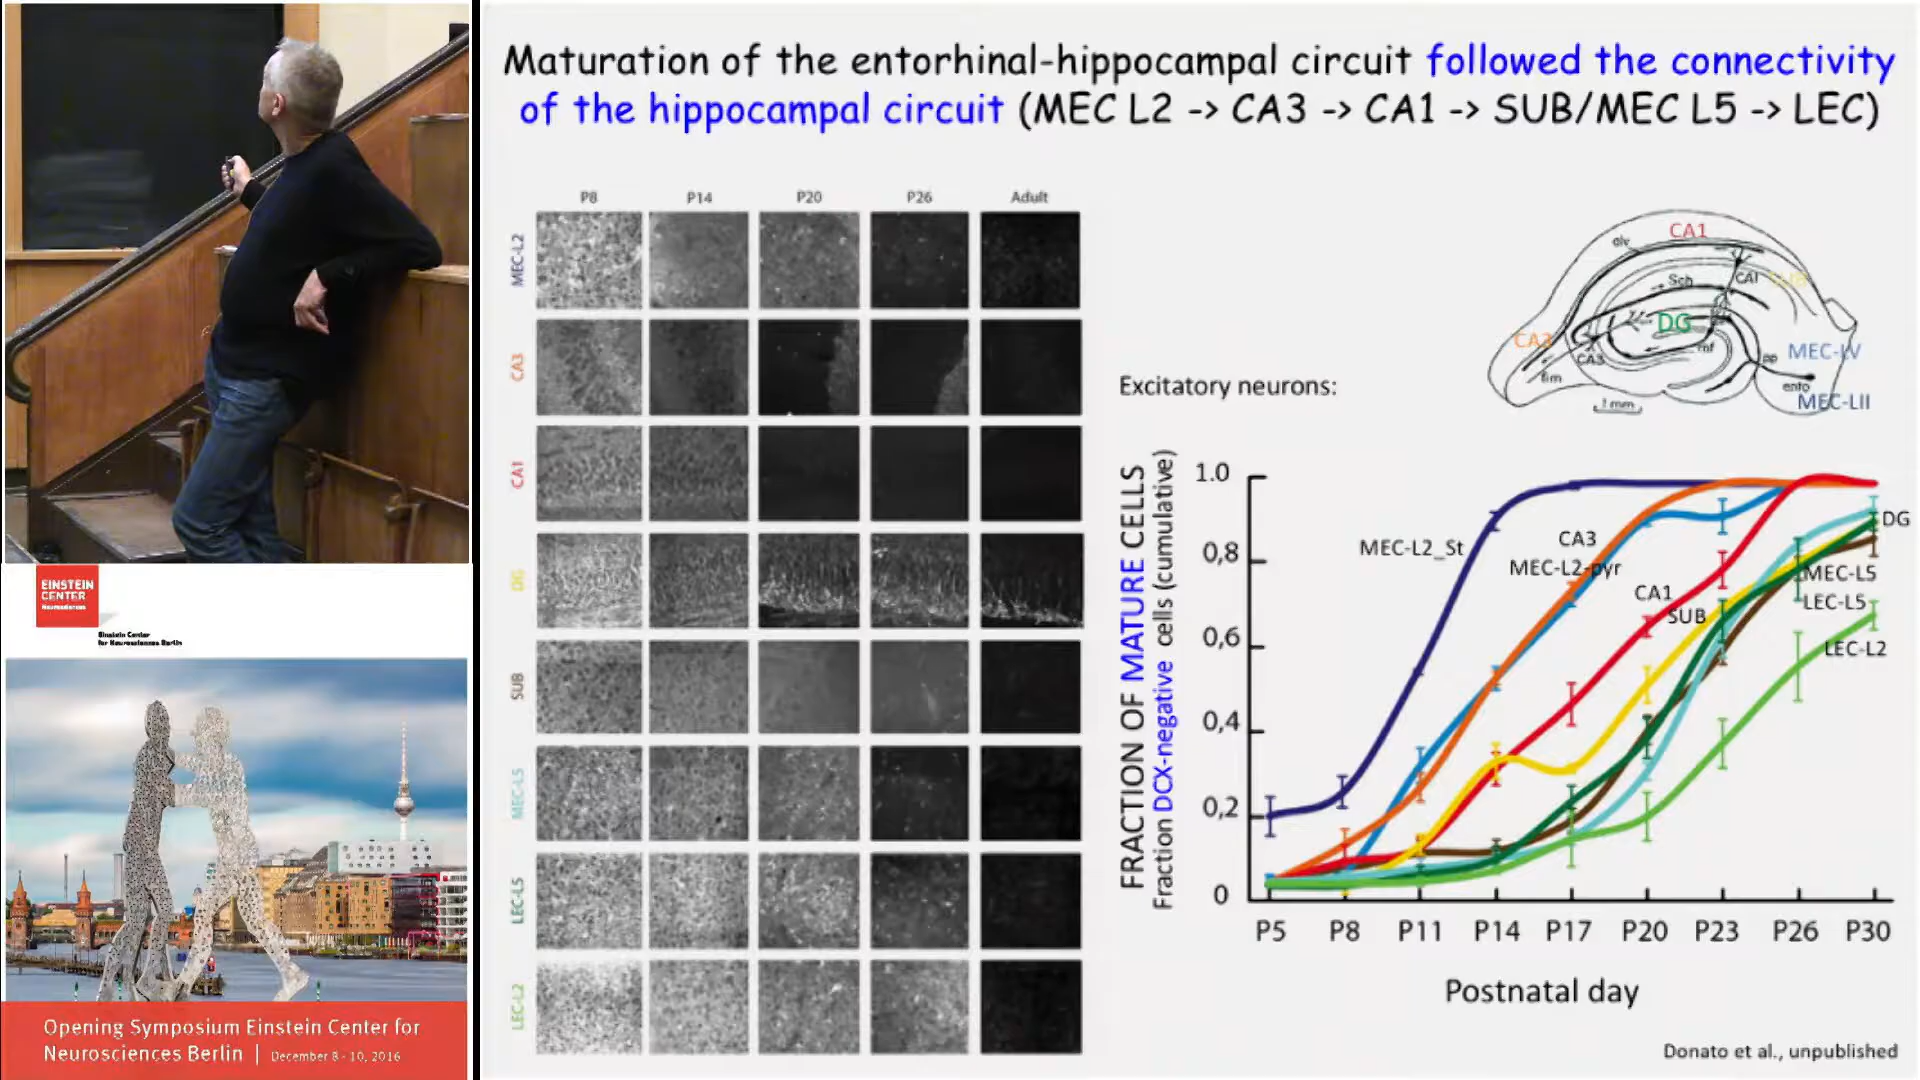 Maturation of the entorhinal-hippocampal circuit followed the connectivity
of the hippocampal circuit (MEC L2 -> CA3 -> CA1 -> SUB/MEC L5 -> LEC)
P8 P14 P20 P26 Adult
MEC-L2
CA3
CA1
DG
SUB
MEC-L5
LEC-L5
LEC-L2
CA1
alv
Sch
CA1
SUB
DG
CA3
CA3
mf
pp
MEC-LV
fim
ento
1 mm
MEC-LII
Excitatory neurons:
FRACTION OF MATURE CELLS
Fraction DCX-negative cells (cumulative)
1.0
0,8
0,6
0,4
0,2
0
MEC-L2_St
CA3
MEC-L2-pyr
CA1
SUB
DG
MEC-L5
LEC-L5
LEC-L2
P5 P8 P11 P14 P17 P20 P23 P26 P30
Postnatal day
Donato et al., unpublished
EINSTEIN
CENTER
Neurosciences
Einstein Center
for Neurosciences Berlin
Opening Symposium Einstein Center for
Neurosciences Berlin | December 8 - 10, 2016